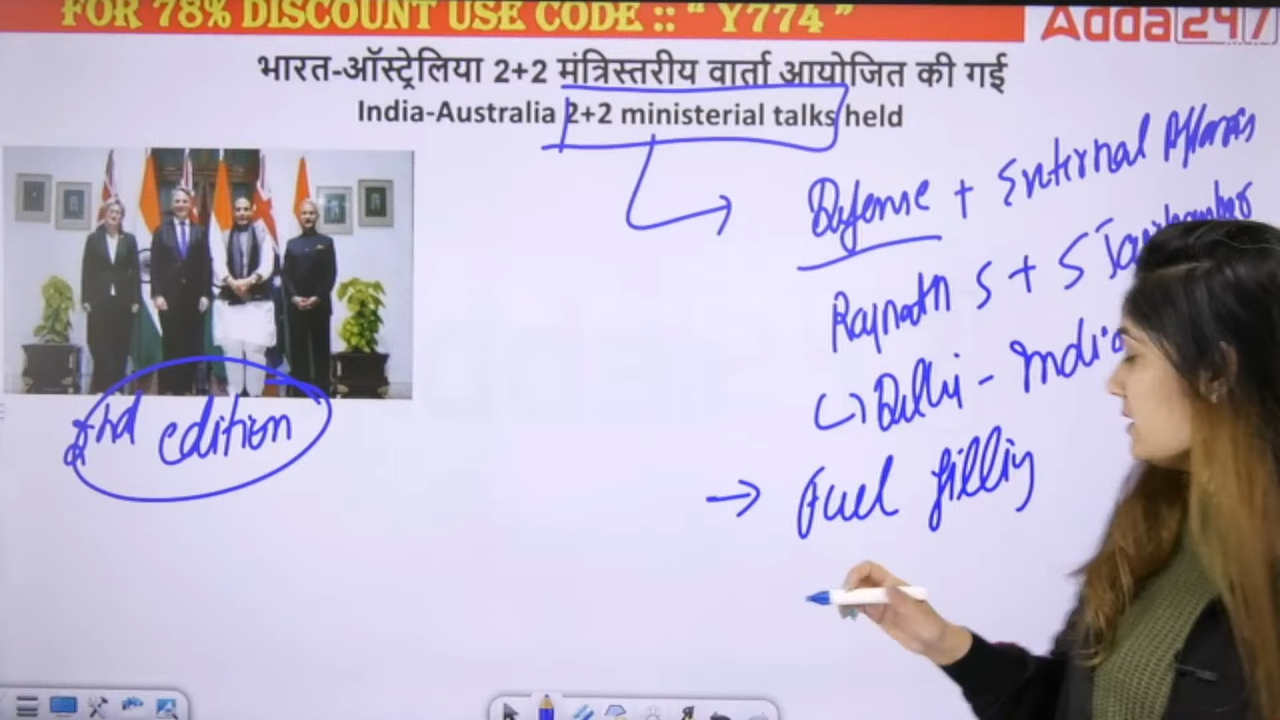 FOR 78% DISCOUNT USE CODE :: “ Y774 ”
Adda247
भारत-ऑस्ट्रेलिया 2+2 मंत्रिस्तरीय वार्ता आयोजित की गई
India-Australia 2+2 ministerial talks held
Defense + External Affairs
Rajnath S + S Jaishankar
Delhi - India
2nd edition
Fuel filling